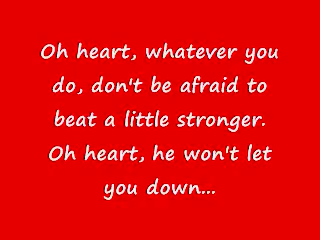 Oh heart, whatever you
do, don't be afraid to
beat a little stronger.
Oh heart, he won't let
you down...